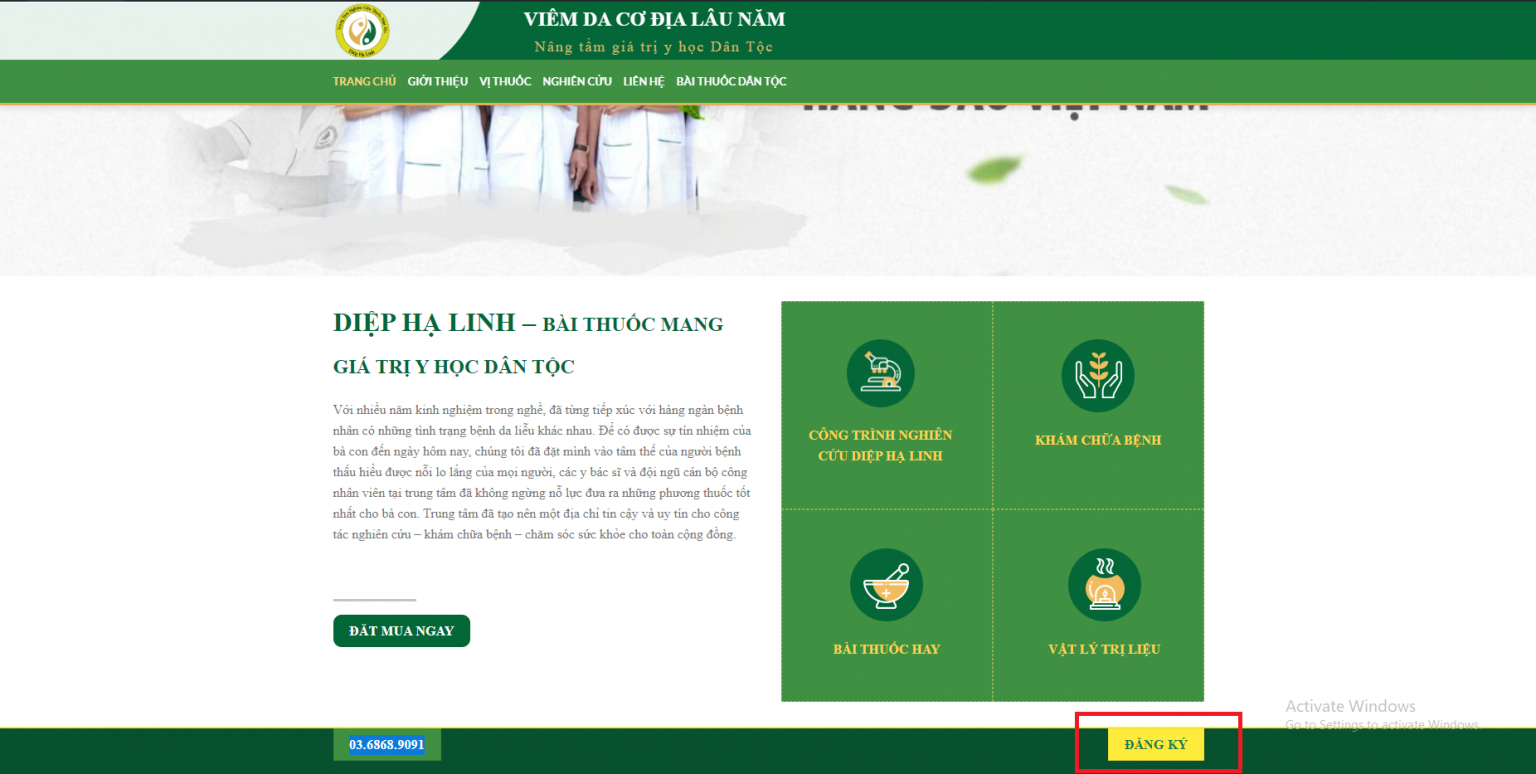 VIÊM DA CƠ ĐỊA LÂU NĂM
Nâng tầm giá trị y học Dân Tộc
TRANG CHỦ GIỚI THIỆU VỊ THUỐC NGHIÊN CỨU LIÊN HỆ BÀI THUỐC DÂN TỘC
DIỆP HẠ LINH – BÀI THUỐC MANG
GIÁ TRỊ Y HỌC DÂN TỘC
Với nhiều năm kinh nghiệm trong nghề, đã từng tiếp xúc với hàng ngàn bệnh
nhân có những tình trạng bệnh da liễu khác nhau. Để có được sự tín nhiệm của
bà con đến ngày hôm nay, chúng tôi đã đặt mình vào tâm thế của người bệnh
thấu hiểu được nỗi lo lắng của mọi người, các y bác sĩ và đội ngũ cán bộ công
nhân viên tại trung tâm đã không ngừng nỗ lực đưa ra những phương thuốc tốt
nhất cho bà con. Trung tâm đã tạo nên một địa chỉ tin cậy và uy tín cho công
tác nghiên cứu – khám chữa bệnh – chăm sóc sức khỏe cho toàn cộng đồng.
ĐẶT MUA NGAY
CÔNG TRÌNH NGHIÊN
CỨU DIỆP HẠ LINH
KHÁM CHỮA BỆNH
BÀI THUỐC HAY
VẬT LÝ TRỊ LIỆU
Activate Windows
Go to Settings to activate Windows.
03.6868.9091
ĐĂNG KÝ